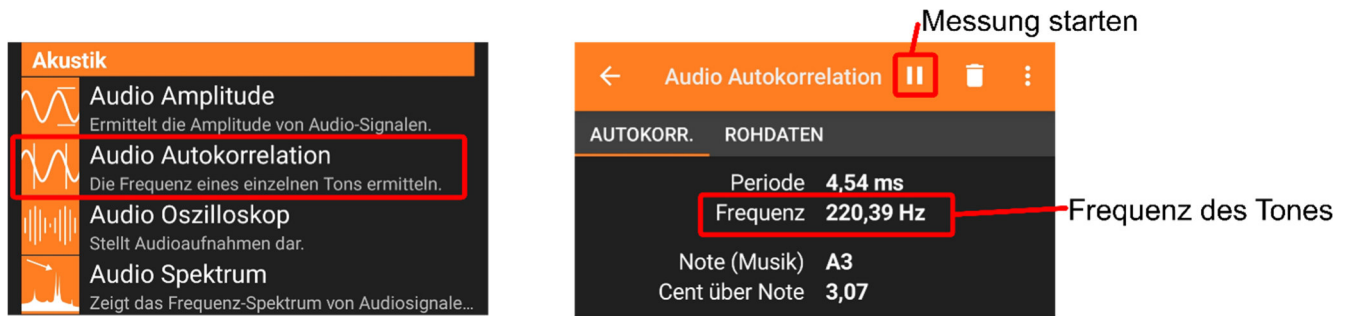 Messung starten
Akustik
Audio Amplitude
Ermittelt die Amplitude von Audio-Signalen.
Audio Autokorrelation
Die Frequenz eines einzelnen Tons ermitteln.
Audio Oszilloskop
Stellt Audioaufnahmen dar.
Audio Spektrum
Zeigt das Frequenz-Spektrum von Audiosignale...
Audio Autokorrelation
AUTOKORR. ROHDATEN
Periode 4,54 ms
Frequenz 220,39 Hz
Frequenz des Tones
Note (Musik) A3
Cent über Note 3,07